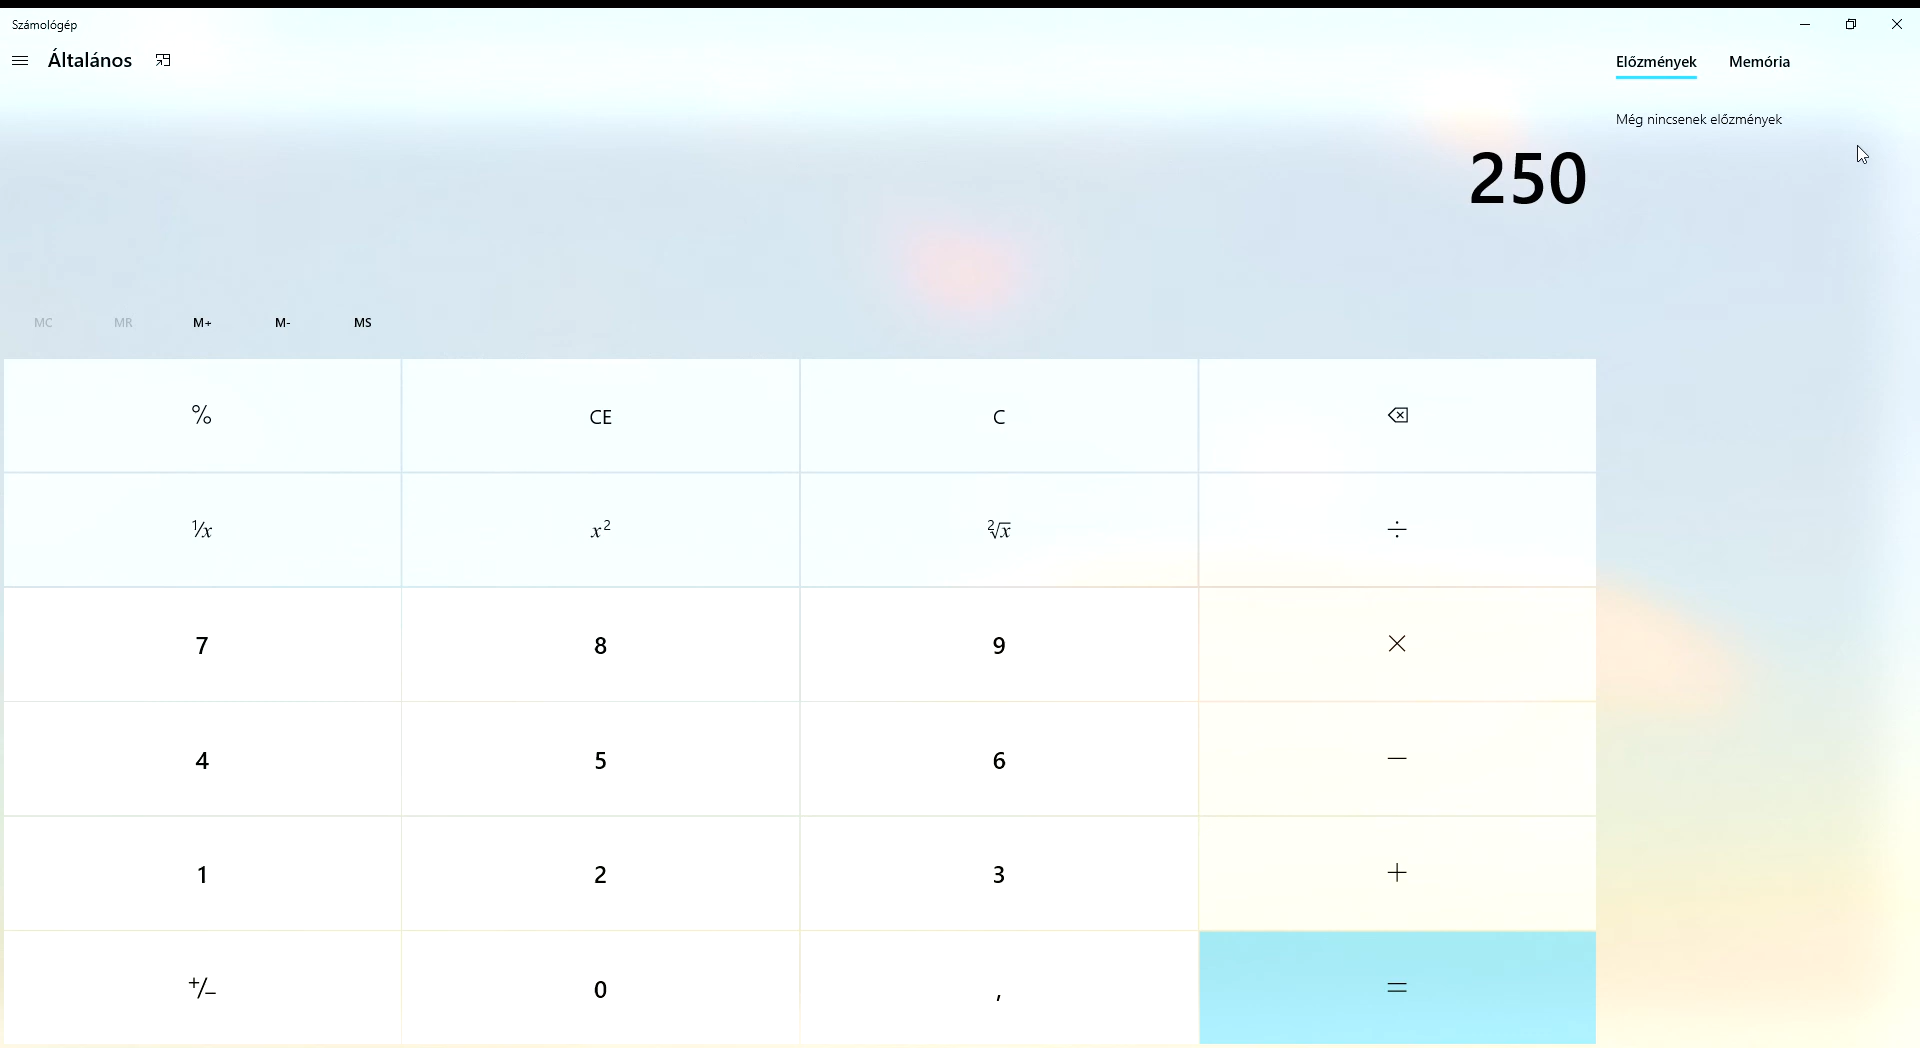 Számológép
Általános
Előzmények Memória
Még nincsenek előzmények
250
MC MR M+ M- MS
% CE C
¹/x x² ²√x ÷
7 8 9 ×
4 5 6 −
1 2 3 +
+/− 0 , =